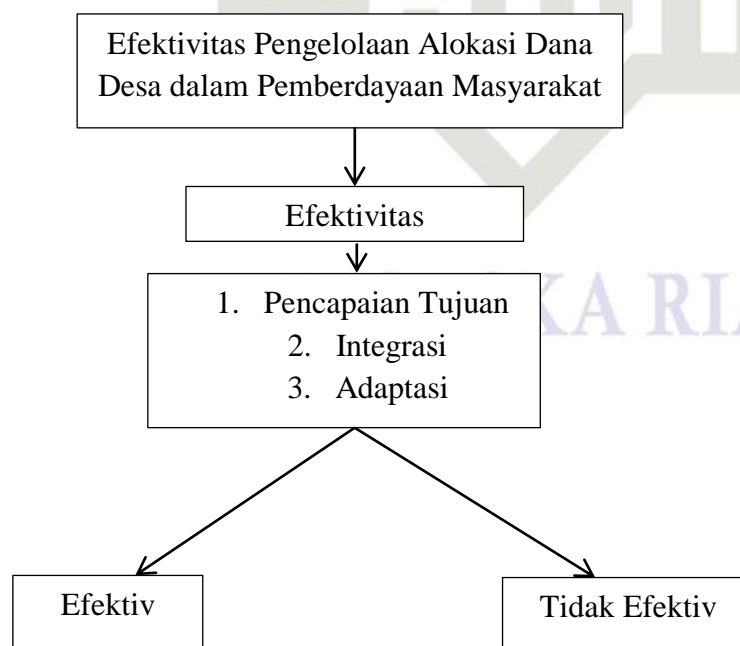 Efektivitas Pengelolaan Alokasi Dana
Desa dalam Pemberdayaan Masyarakat
Efektivitas
1. Pencapaian Tujuan
2. Integrasi
3. Adaptasi
Efektiv
Tidak Efektiv